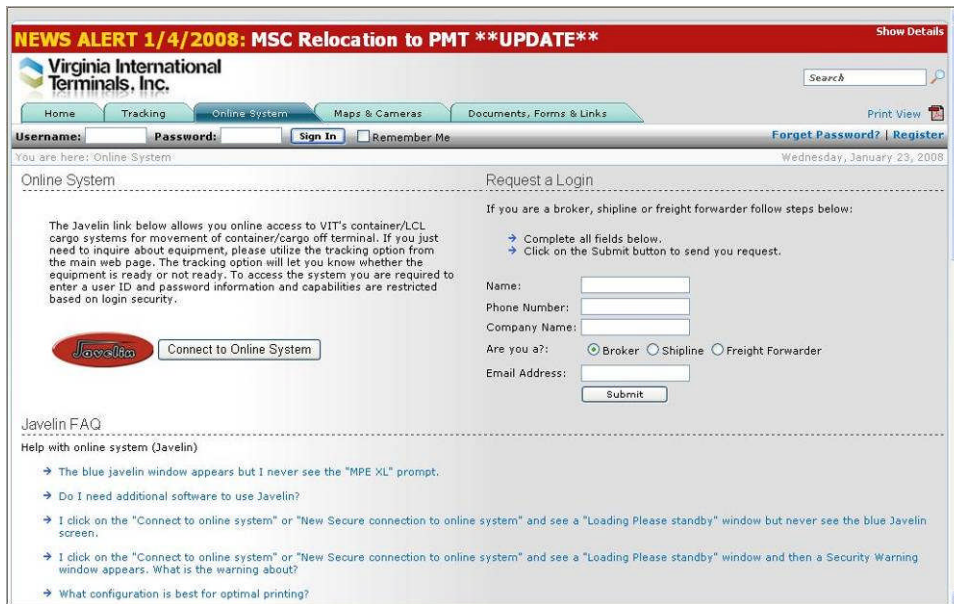 NEWS ALERT 1/4/2008: MSC Relocation to PMT **UPDATE**
Show Details
Virginia International
Terminals, Inc.
Search
Home
Tracking
Online System
Maps & Cameras
Documents, Forms & Links
Print View
Username:
Password:
Sign In
Remember Me
Forget Password? | Register
You are here: Online System
Wednesday, January 23, 2008
Online System
The Javelin link below allows you online access to VIT's container/LCL
cargo systems for movement of container/cargo off terminal. If you just
need to inquire about equipment, please utilize the tracking option from
the main web page. The tracking option will let you know whether the
equipment is ready or not ready. To access the system you are required to
enter a user ID and password information and capabilities are restricted
based on login security.
Javelin
Connect to Online System
Request a Login
If you are a broker, shipline or freight forwarder follow steps below:
Complete all fields below.
Click on the Submit button to send you request.
Name:
Phone Number:
Company Name:
Are you a?: Broker Shipline Freight Forwarder
Email Address:
Submit
Javelin FAQ
Help with online system (Javelin)
The blue javelin window appears but I never see the "MPE XL" prompt.
Do I need additional software to use Javelin?
I click on the "Connect to online system" or "New Secure connection to online system" and see a "Loading Please standby" window but never see the blue Javelin
screen.
I click on the "Connect to online system" or "New Secure connection to online system" and see a "Loading Please standby" window and then a Security Warning
window appears. What is the warning about?
What configuration is best for optimal printing?